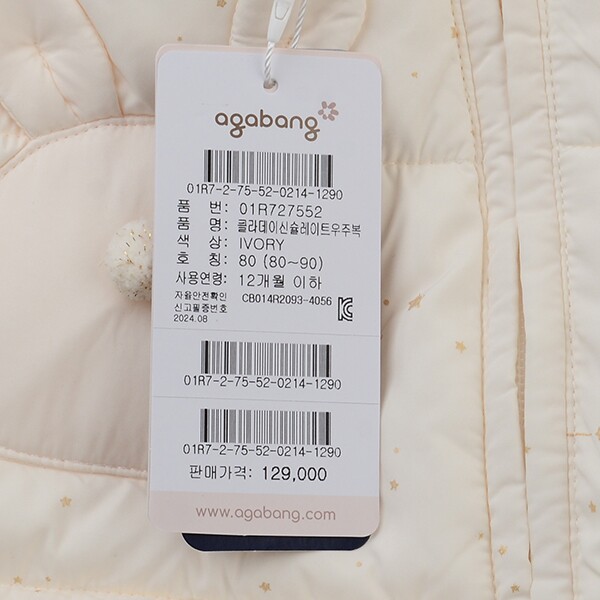 agabang
01R7-2-75-52-0214-1290
품 번: 01R727552
품 명: 콜라데이신슐레이트우주복
색 상: IVORY
호 칭: 80 (80~90)
사용연령: 12개월 이하
자율안전확인
신고필증번호
CB014R2093-4056
2024.08
01R7-2-75-52-0214-1290
01R7-2-75-52-0214-1290
판매가격: 129,000
www.agabang.com